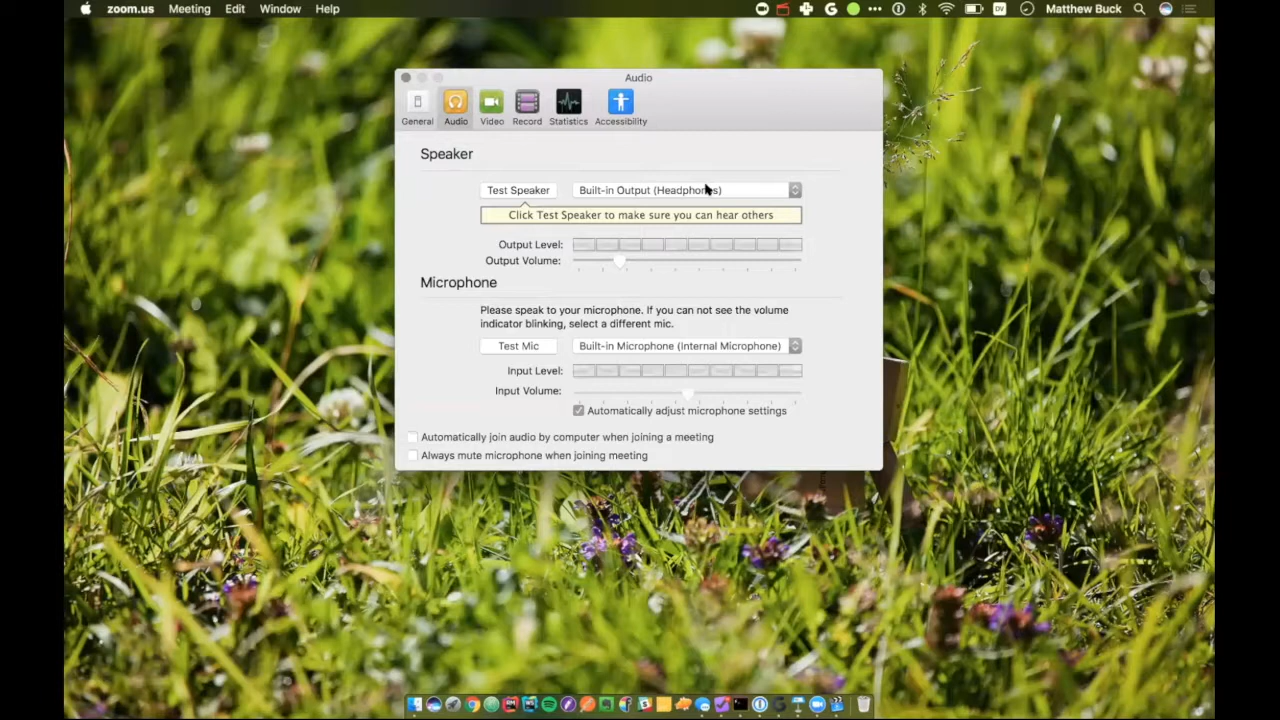 zoom.us Meeting Edit Window Help Matthew Buck
Audio
General Audio Video Record Statistics Accessibility
Speaker
Test Speaker Built-in Output (Headphones)
Click Test Speaker to make sure you can hear others
Output Level:
Output Volume:
Microphone
Please speak to your microphone. If you can not see the volume
indicator blinking, select a different mic.
Test Mic Built-in Microphone (Internal Microphone)
Input Level:
Input Volume:
Automatically adjust microphone settings
Automatically join audio by computer when joining a meeting
Always mute microphone when joining meeting